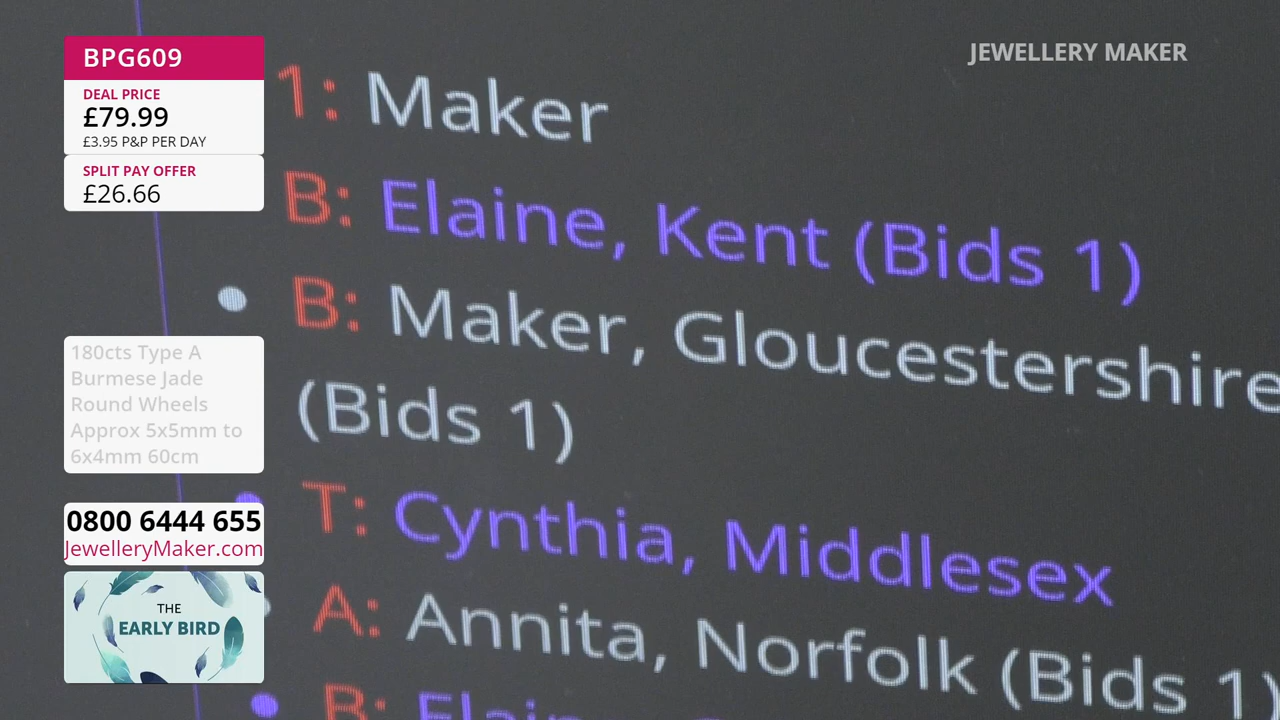 BPG609
DEAL PRICE
£79.99
£3.95 P&P PER DAY
SPLIT PAY OFFER
£26.66
180cts Type A
Burmese Jade
Round Wheels
Approx 5x5mm to
6x4mm 60cm
0800 6444 655
JewelleryMaker.com
THE
EARLY BIRD
JEWELLERY MAKER
1: Maker
B: Elaine, Kent (Bids 1)
B: Maker, Gloucestershire
(Bids 1)
T: Cynthia, Middlesex
A: Annita, Norfolk (Bids 1)
B: